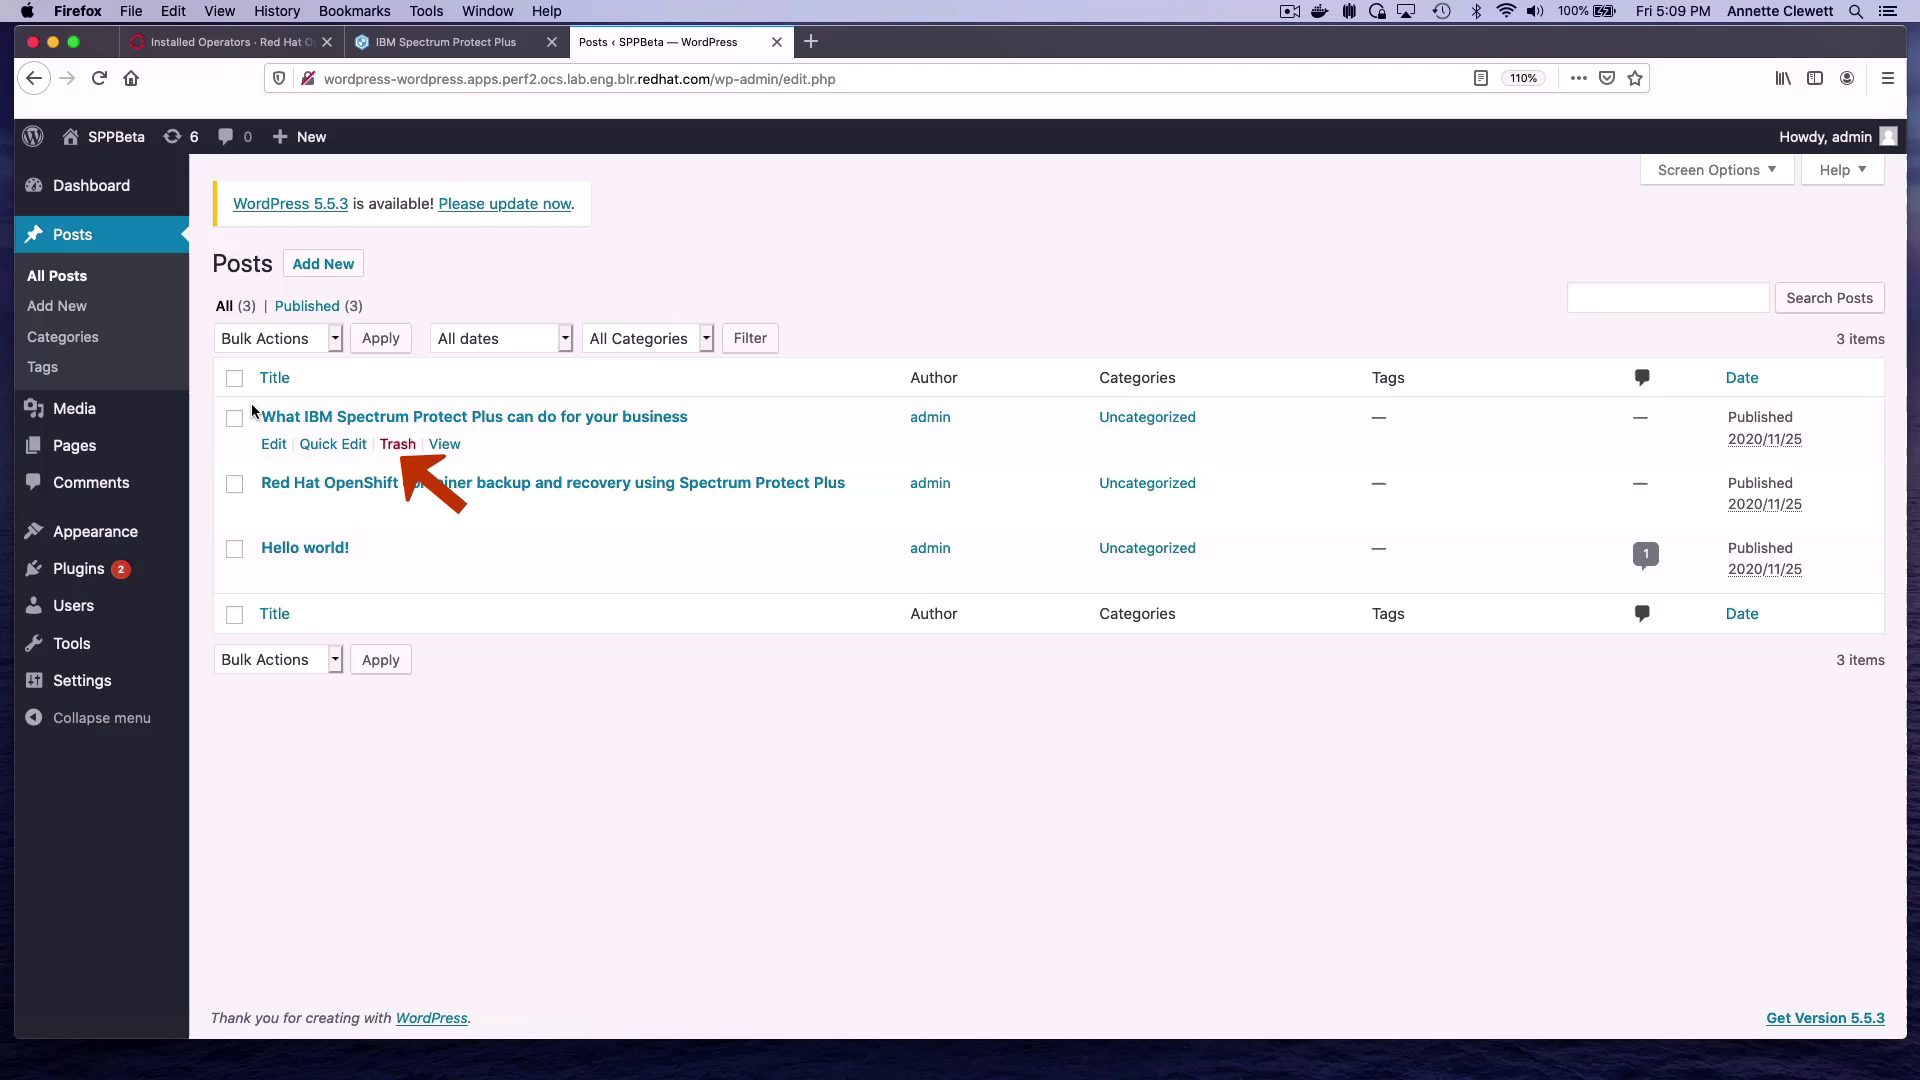 Firefox File Edit View History Bookmarks Tools Window Help 100% Fri 5:09 PM Annette Clewett
Installed Operators · Red Hat O IBM Spectrum Protect Plus Posts ‹ SPPBeta — WordPress
wordpress-wordpress.apps.perf2.ocs.lab.eng.blr.redhat.com/wp-admin/edit.php 110%
SPPBeta 6 0 New Howdy, admin
Screen Options Help
Dashboard
Posts
All Posts
Add New
Categories
Tags
Media
Pages
Comments
Appearance
Plugins 2
Users
Tools
Settings
Collapse menu
WordPress 5.5.3 is available! Please update now.
Posts Add New
All (3) | Published (3)
Search Posts
Bulk Actions Apply All dates All Categories Filter 3 items
Title Author Categories Tags Date
What IBM Spectrum Protect Plus can do for your business admin Uncategorized — — Published
2020/11/25
Edit | Quick Edit | Trash | View
Red Hat OpenShift iner backup and recovery using Spectrum Protect Plus admin Uncategorized — — Published
2020/11/25
Hello world! admin Uncategorized — 1 Published
2020/11/25
Title Author Categories Tags Date
Bulk Actions Apply 3 items
Thank you for creating with WordPress. Get Version 5.5.3